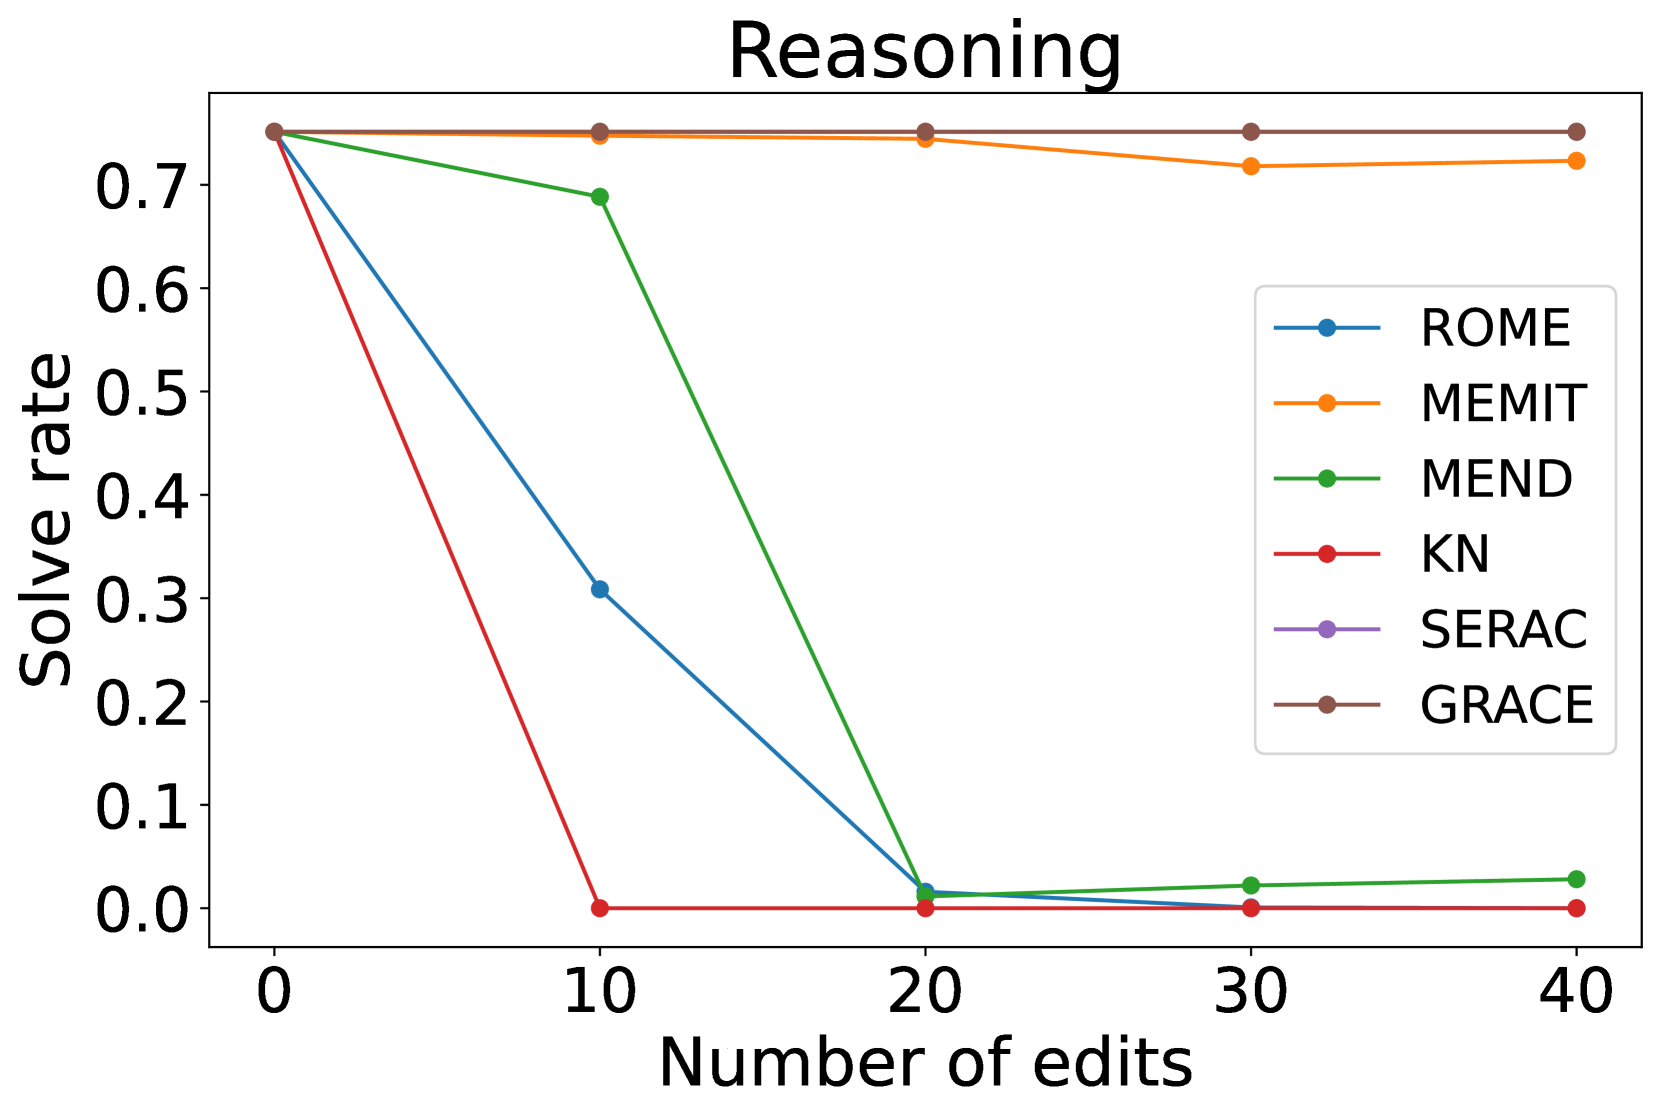 Reasoning
Solve rate
0.7
0.6
0.5
0.4
0.3
0.2
0.1
0.0
ROME
MEMIT
MEND
KN
SERAC
GRACE
0 10 20 30 40
Number of edits